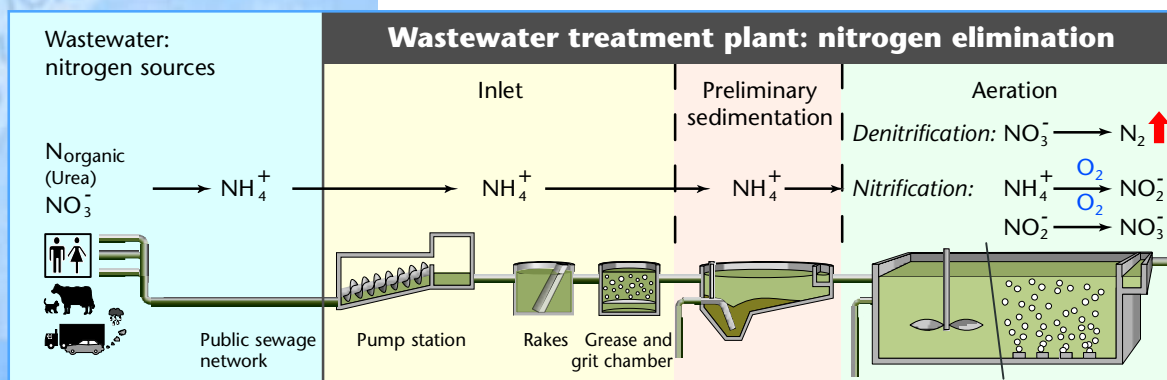 Wastewater treatment plant: nitrogen elimination
Wastewater:
nitrogen sources
Inlet
Preliminary
sedimentation
Aeration
Denitrification: NO₃⁻ N₂
N organic
(Urea)
NO₃⁻
NH₄⁺
NH₄⁺
NH₄⁺
Nitrification: NH₄⁺ O₂ NO₂⁻
NO₂⁻ O₂ NO₃⁻
Public sewage
network
Pump station
Rakes
Grease and
grit chamber